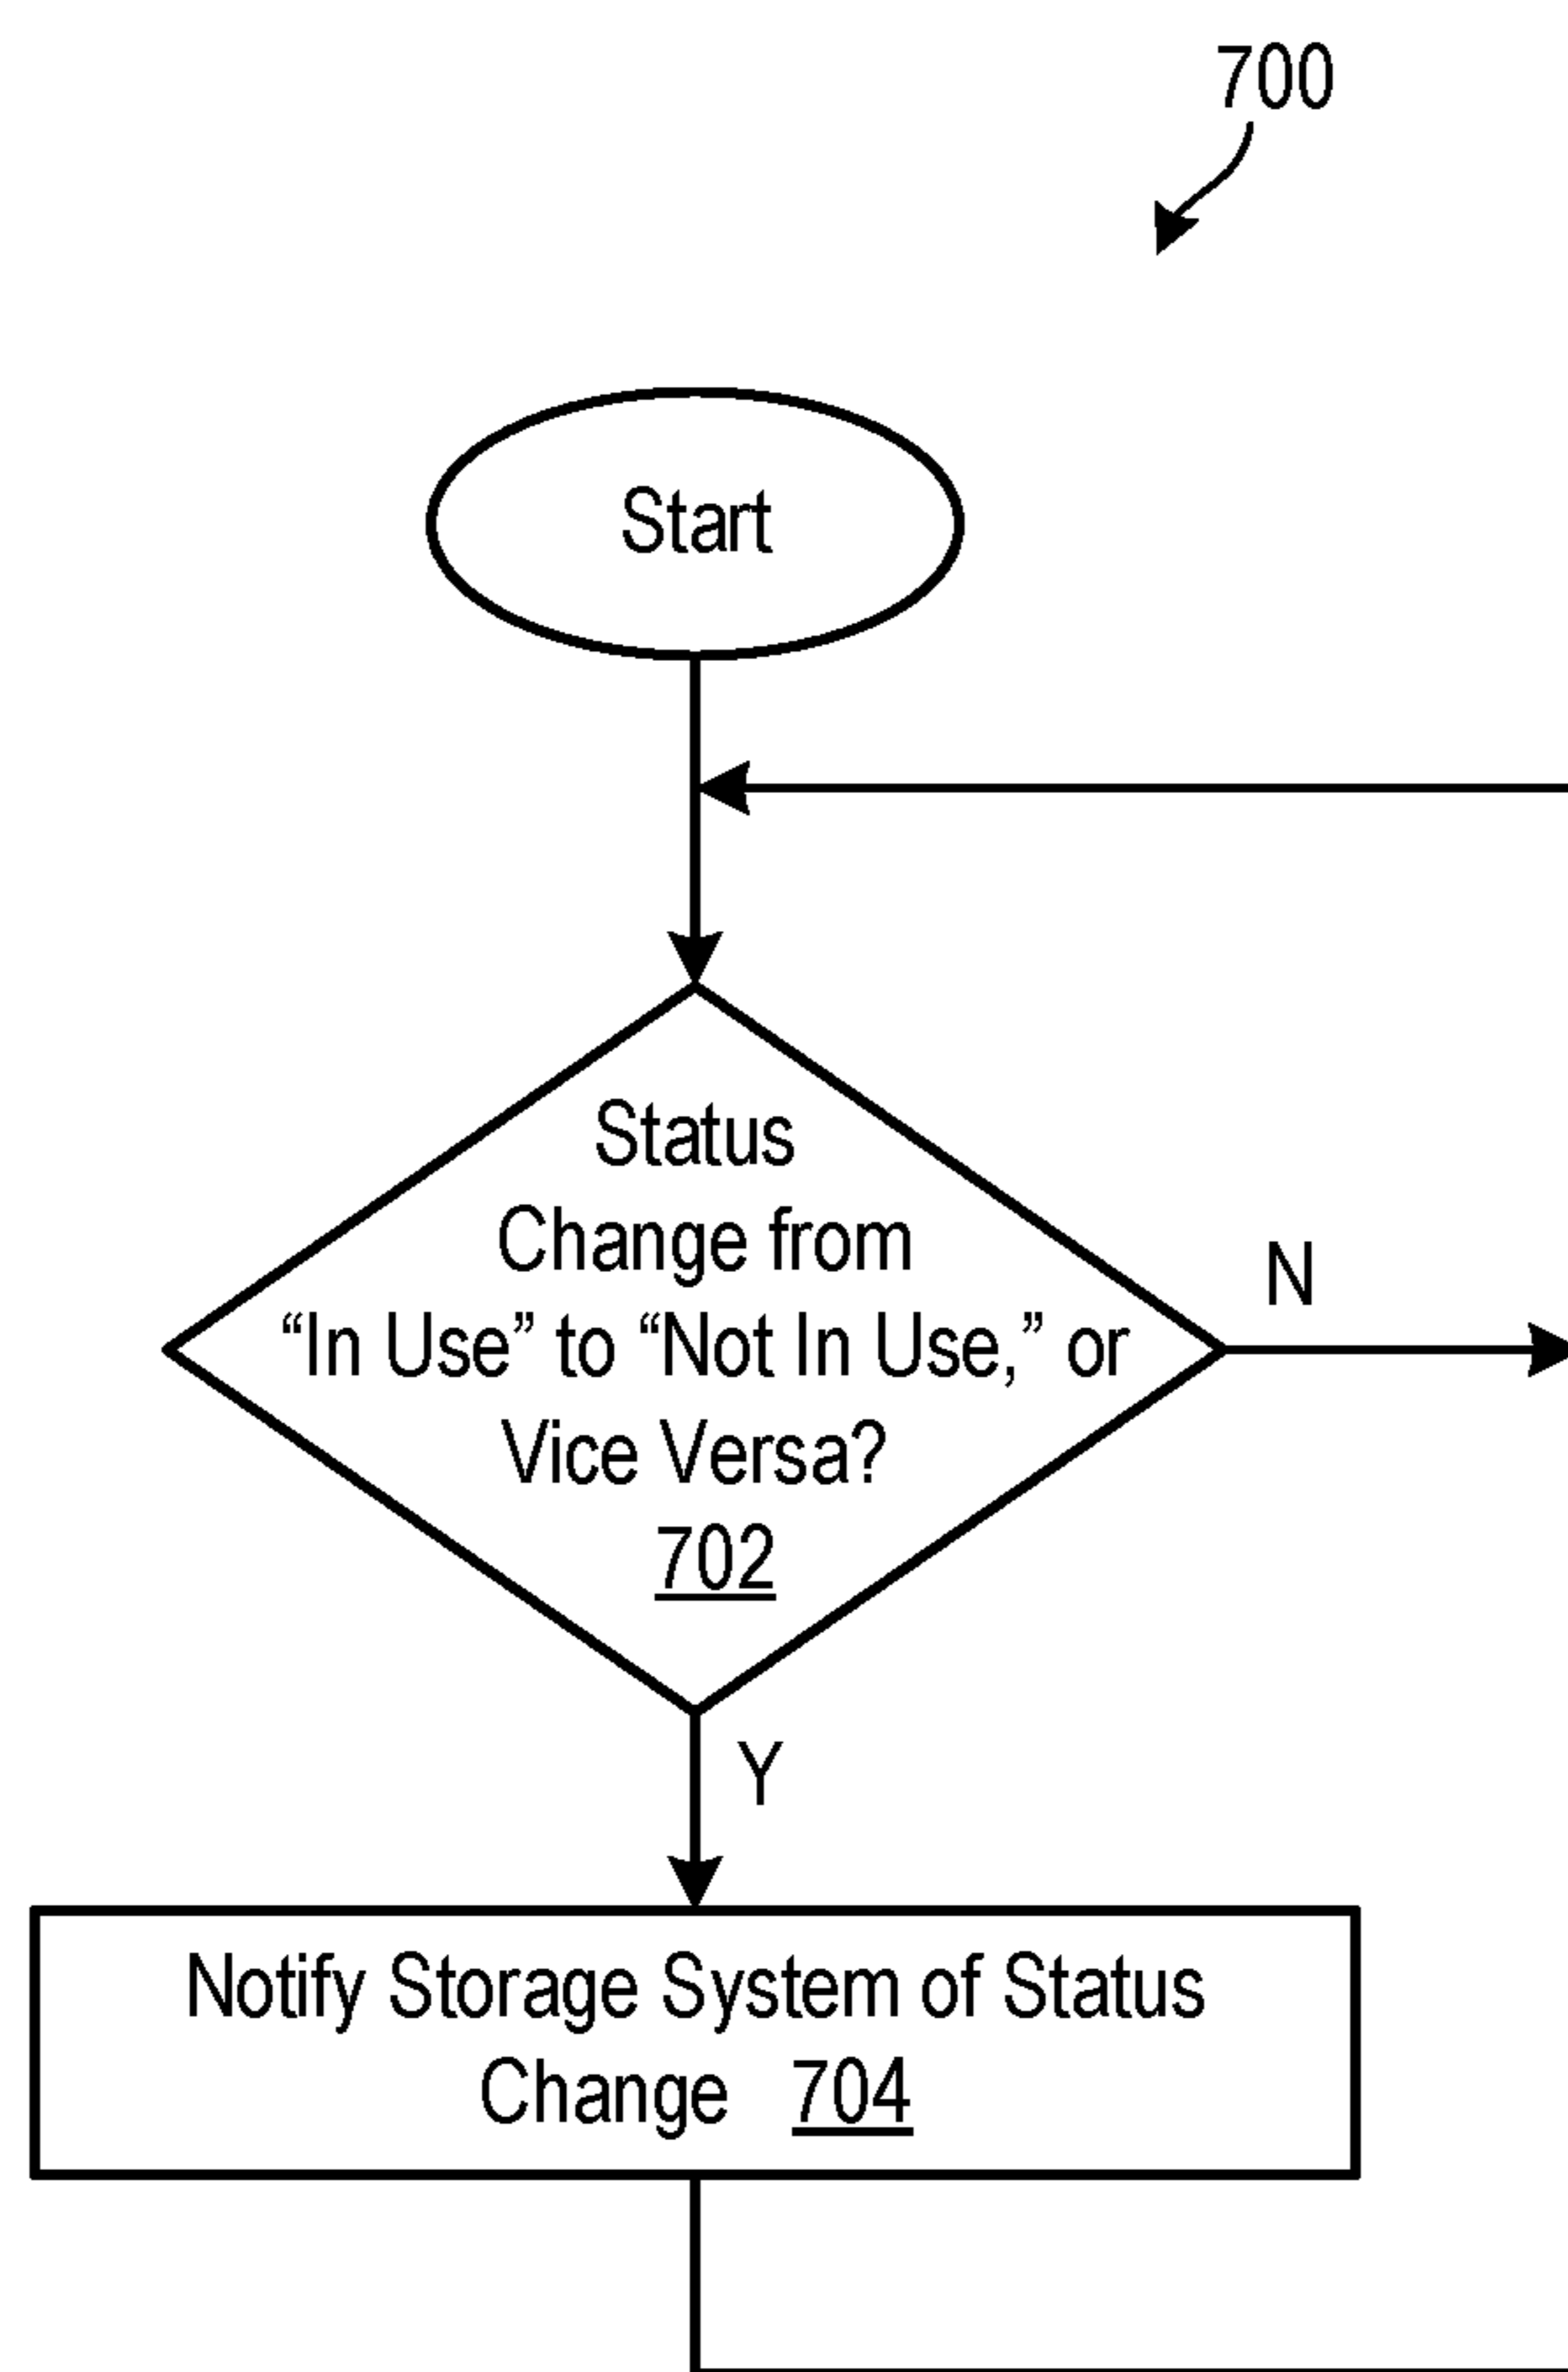 700
Start
Status
Change from
“In Use” to “Not In Use,” or
Vice Versa?
702
N
Y
Notify Storage System of Status
Change 704